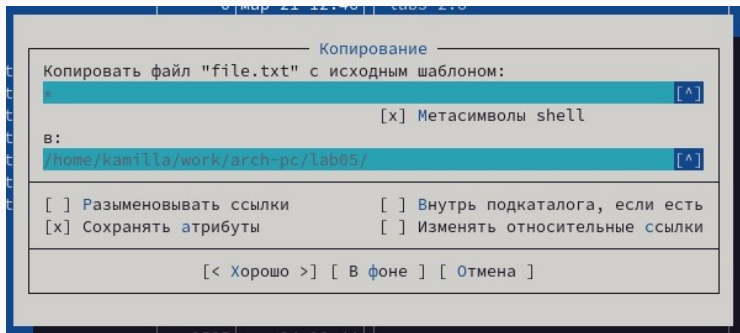 Копирование
Копировать файл "file.txt" с исходным шаблоном:
* [^]
[x] Метасимволы shell
в:
/home/kamilla/work/arch-pc/lab05/ [^]
[ ] Разыменовывать ссылки [ ] Внутрь подкаталога, если есть
[x] Сохранять атрибуты [ ] Изменять относительные ссылки
[< Хорошо >] [ В фоне ] [ Отмена ]